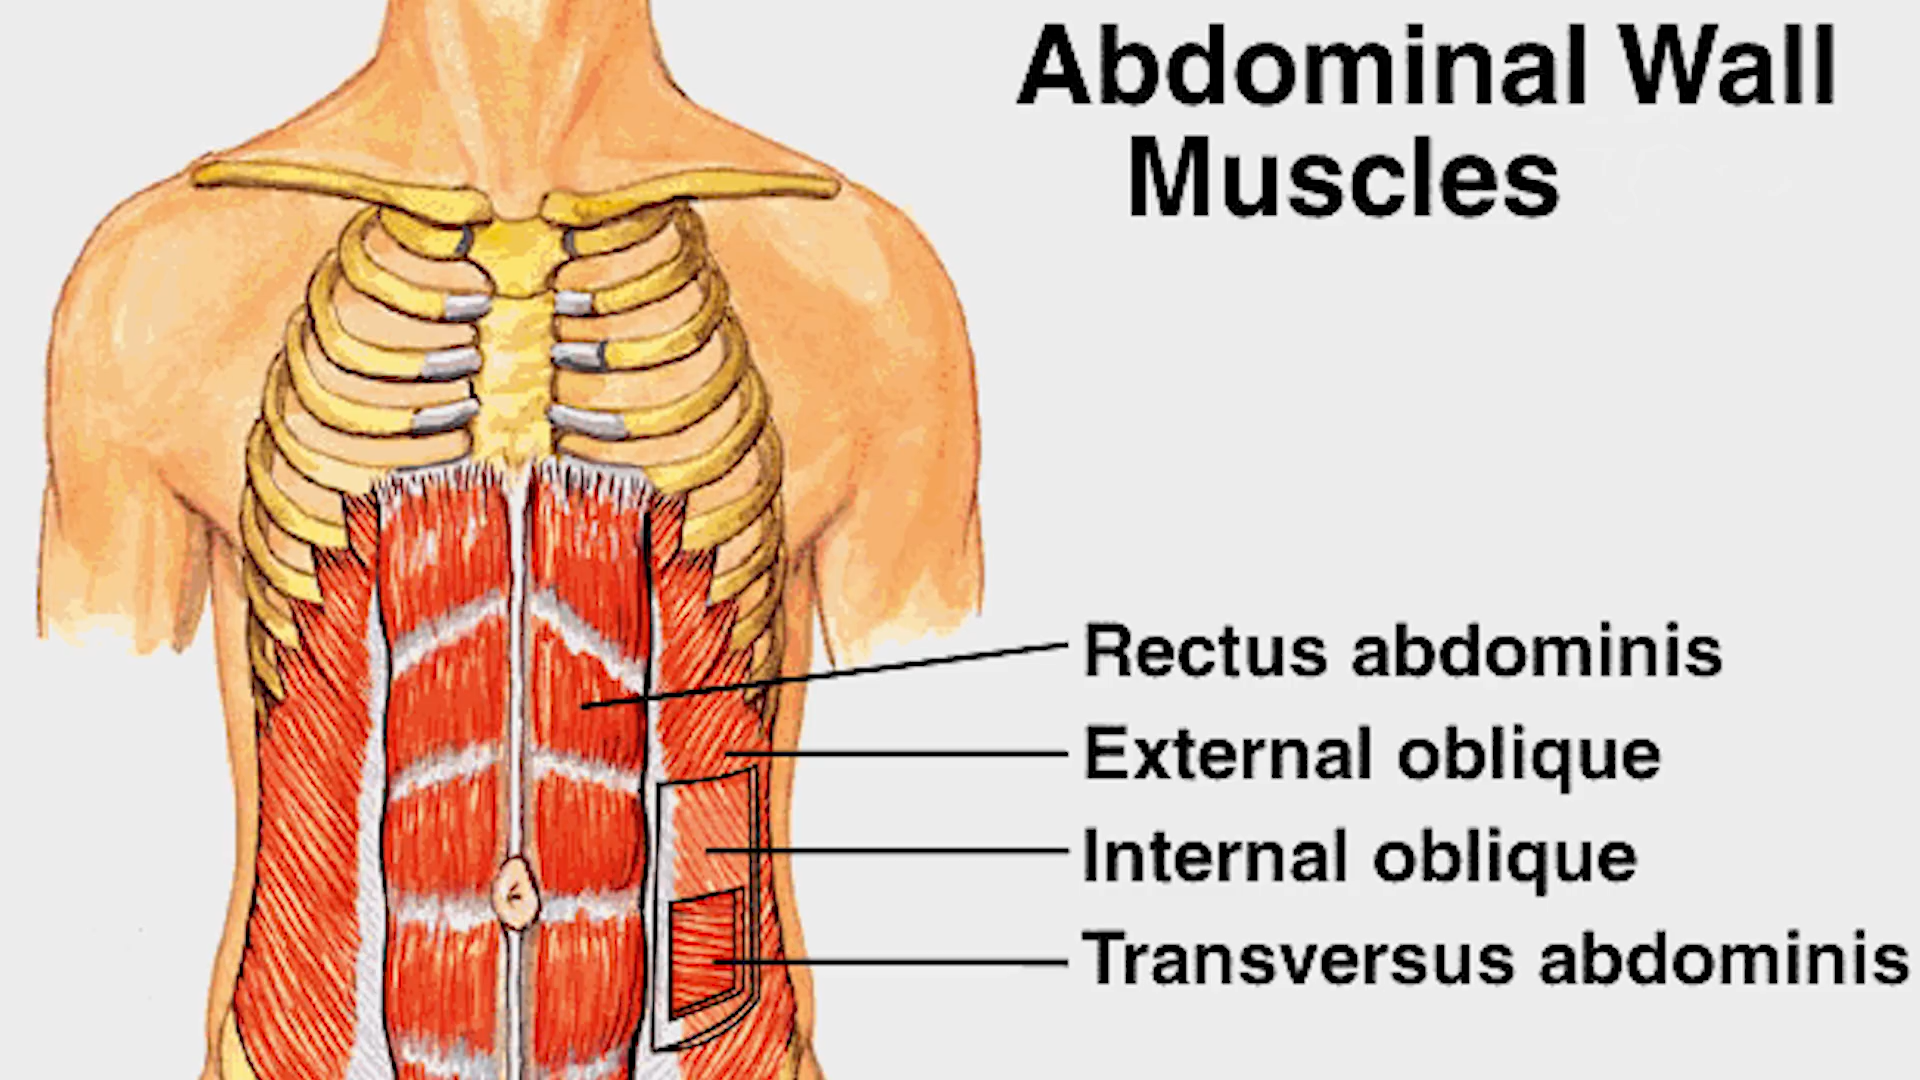 Abdominal Wall
Muscles
Rectus abdominis
External oblique
Internal oblique
Transversus abdominis